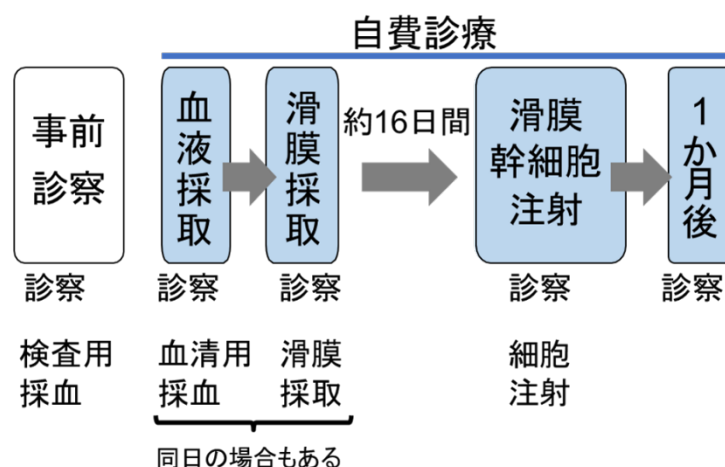 自費診療
事前
診察
血液採取
滑膜採取
約16日間
滑膜
幹細胞
注射
1か月後
診察
診察
診察
診察
診察
検査用
採血
血清用
採血
滑膜
採取
細胞
注射
同日の場合もある